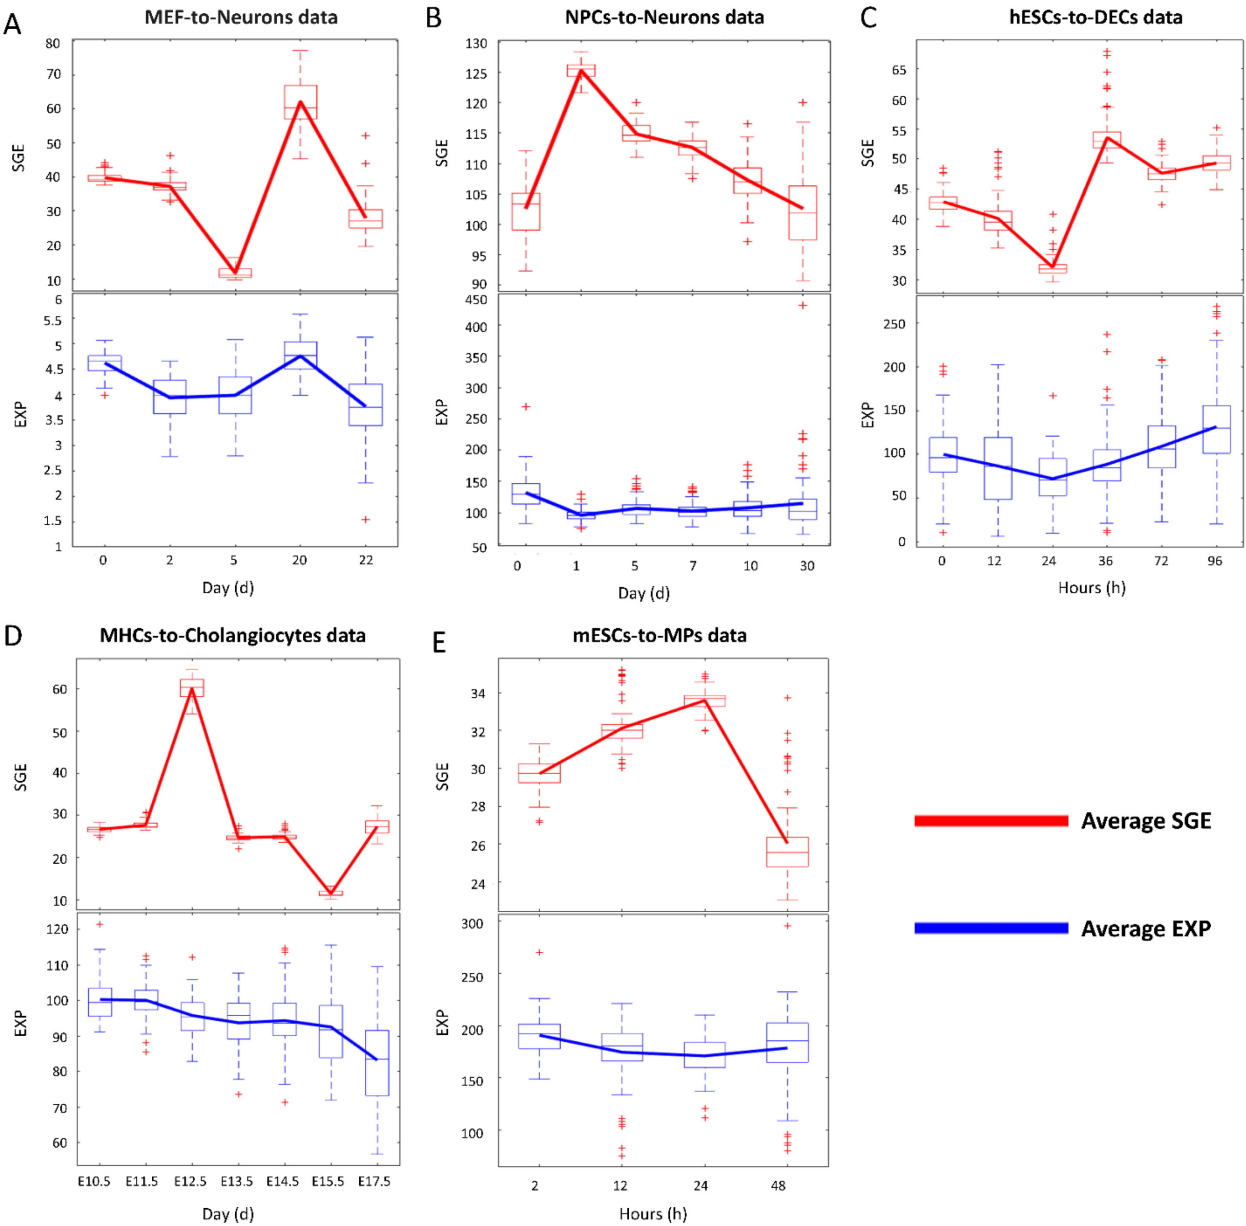 A
MEF-to-Neurons data
SGE
80
70
60
50
40
30
20
10
EXP
6
5.5
5
4.5
4
3.5
3
2.5
2
1.5
1
0 2 5 20 22
Day (d)
B
NPCs-to-Neurons data
SGE
130
125
120
115
110
105
100
95
90
EXP
450
400
350
300
250
200
150
100
50
0 1 5 7 10 30
Day (d)
C
hESCs-to-DECs data
SGE
65
60
55
50
45
40
35
30
EXP
250
200
150
100
50
0
0 12 24 36 72 96
Hours (h)
D
MHCs-to-Cholangiocytes data
SGE
60
50
40
30
20
10
EXP
120
110
100
90
80
70
60
E10.5 E11.5 E12.5 E13.5 E14.5 E15.5 E17.5
Day (d)
E
mESCs-to-MPs data
SGE
34
32
30
28
26
24
EXP
300
250
200
150
100
2 12 24 48
Hours (h)
Average SGE
Average EXP